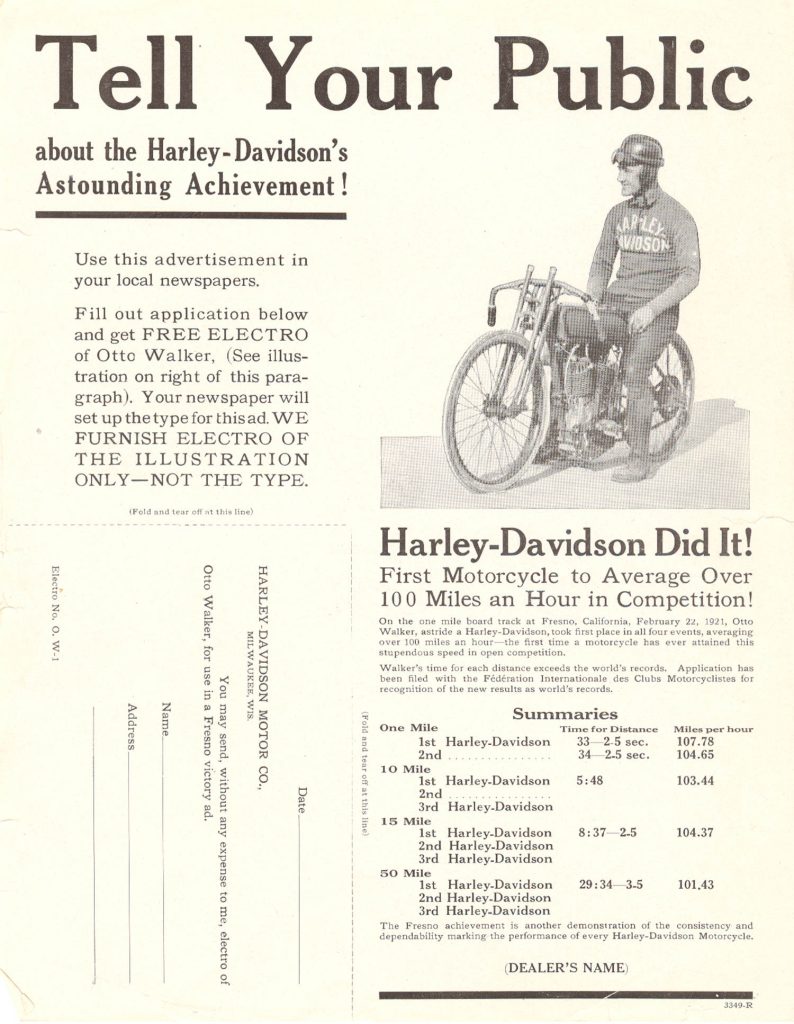 Tell Your Public
about the Harley-Davidson's
Astounding Achievement!
Use this advertisement in
your local newspapers.
Fill out application below
and get FREE ELECTRO
of Otto Walker, (See illus-
tration on right of this para-
graph). Your newspaper will
set up the type for this ad. WE
FURNISH ELECTRO OF
THE ILLUSTRATION
ONLY—NOT THE TYPE.
(Fold and tear off at this line)
HARLEY
DAVIDSON
Date
HARLEY-DAVIDSON MOTOR CO.,
MILWAUKEE, WIS.
You may send, without any expense to me, electro of
Otto Walker, for use in a Fresno victory ad.
Name
Address
Electro No. O. W-1
(Fold and tear off at this line)
Harley-Davidson Did It!
First Motorcycle to Average Over
100 Miles an Hour in Competition!
On the one mile board track at Fresno, California, February 22, 1921, Otto
Walker, astride a Harley-Davidson, took first place in all four events, averaging
over 100 miles an hour—the first time a motorcycle has ever attained this
stupendous speed in open competition.
Walker's time for each distance exceeds the world's records. Application has
been filed with the Fédération Internationale des Clubs Motorcyclistes for
recognition of the new results as world's records.
Summaries
One Mile Time for Distance Miles per hour
1st Harley-Davidson 33—2-5 sec. 107.78
2nd ................ 34—2-5 sec. 104.65
10 Mile
1st Harley-Davidson 5:48 103.44
2nd ................
3rd Harley-Davidson
15 Mile
1st Harley-Davidson 8:37—2-5 104.37
2nd Harley-Davidson
3rd Harley-Davidson
50 Mile
1st Harley-Davidson 29:34—3-5 101.43
2nd Harley-Davidson
3rd Harley-Davidson
The Fresno achievement is another demonstration of the consistency and
dependability marking the performance of every Harley-Davidson Motorcycle.
(DEALER'S NAME)
3349-R